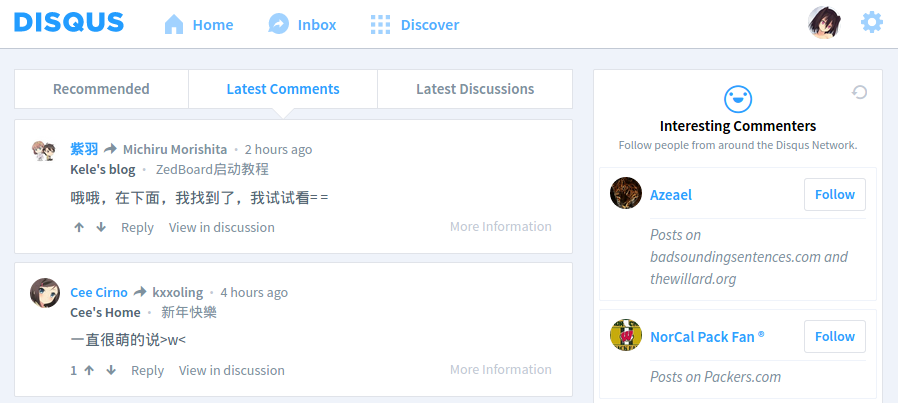 DISQUS
Home
Inbox
Discover
Recommended
Latest Comments
Latest Discussions
紫羽 Michiru Morishita • 2 hours ago
Kele's blog • ZedBoard启动教程
哦哦，在下面，我找到了，我试试看= =
Reply View in discussion
More Information
Cee Cirno kxxoling • 4 hours ago
Cee's Home • 新年快樂
一直很萌的说>w<
1 Reply View in discussion
More Information
Interesting Commenters
Follow people from around the Disqus Network.
Azeael
Follow
Posts on
badsoundingsentences.com and
thewillard.org
NorCal Pack Fan ®
Follow
Posts on Packers.com